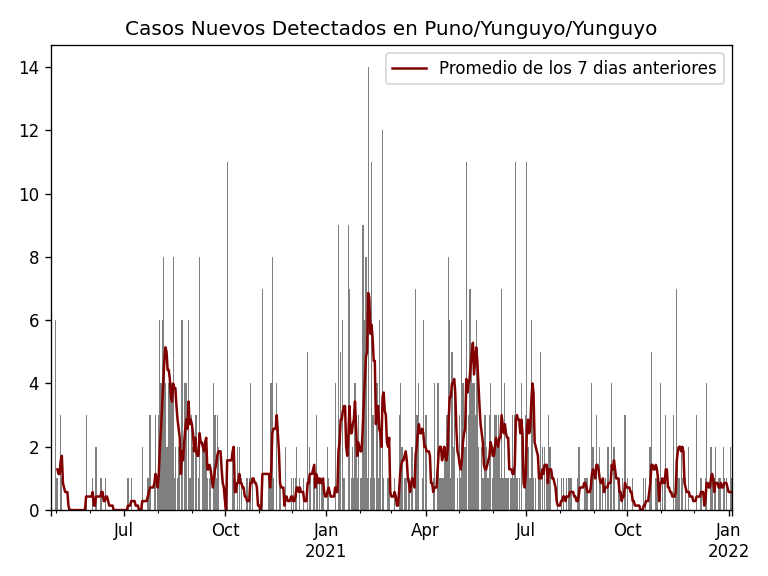 Casos Nuevos Detectados en Puno/Yunguyo/Yunguyo
Promedio de los 7 dias anteriores
14
12
10
8
6
4
2
0
Jul
Oct
Jan
2021
Apr
Jul
Oct
Jan
2022